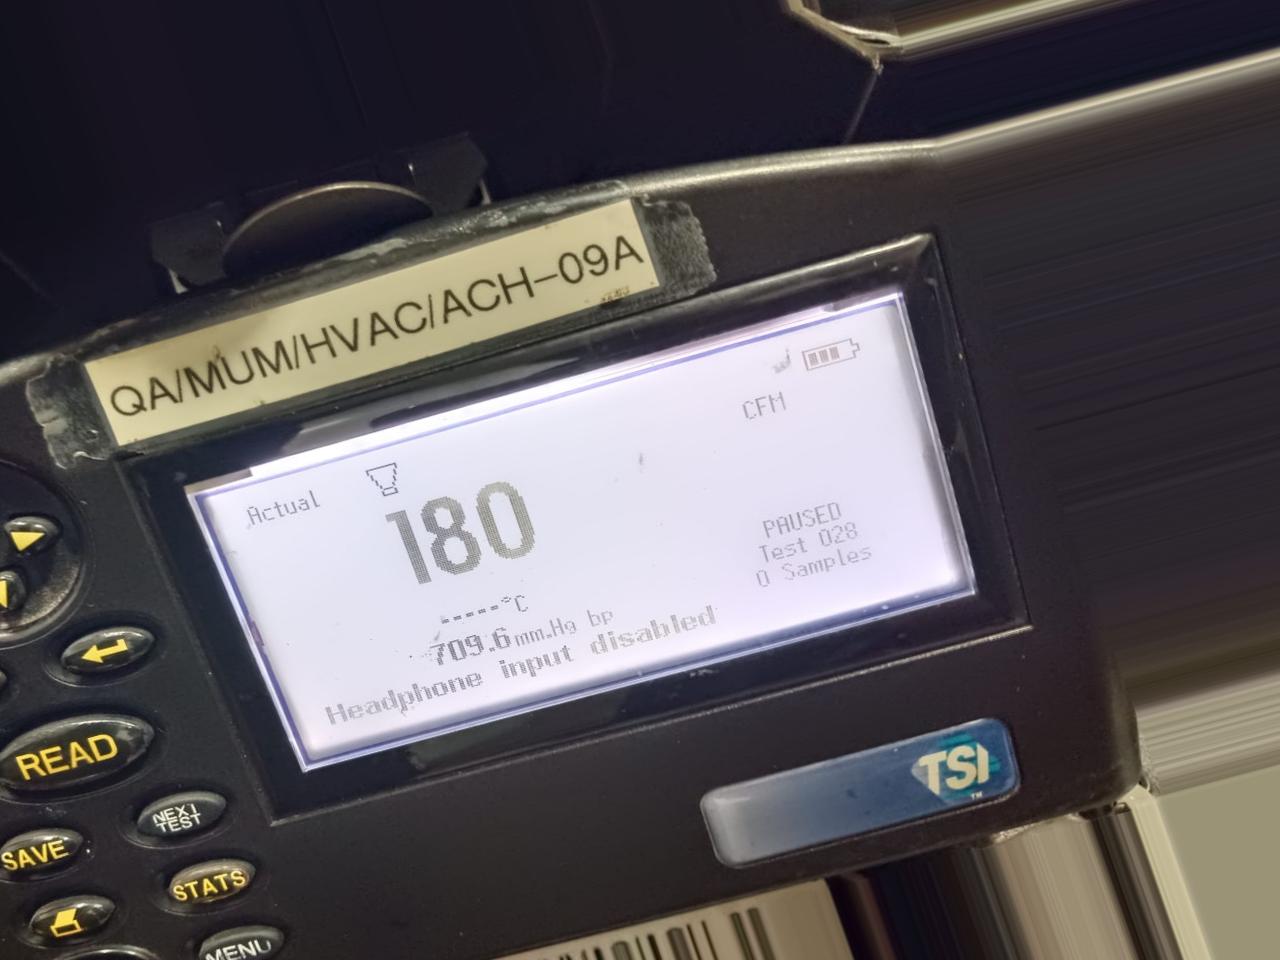 QA/MUM/HVAC/ACH-09A
CFM
Actual
180
PAUSED
Test 028
0 Samples
-----°C
709.6 mm.Hg bp
Headphone input disabled
READ
NEXT
TEST
SAVE
STATS
MENU
TSI